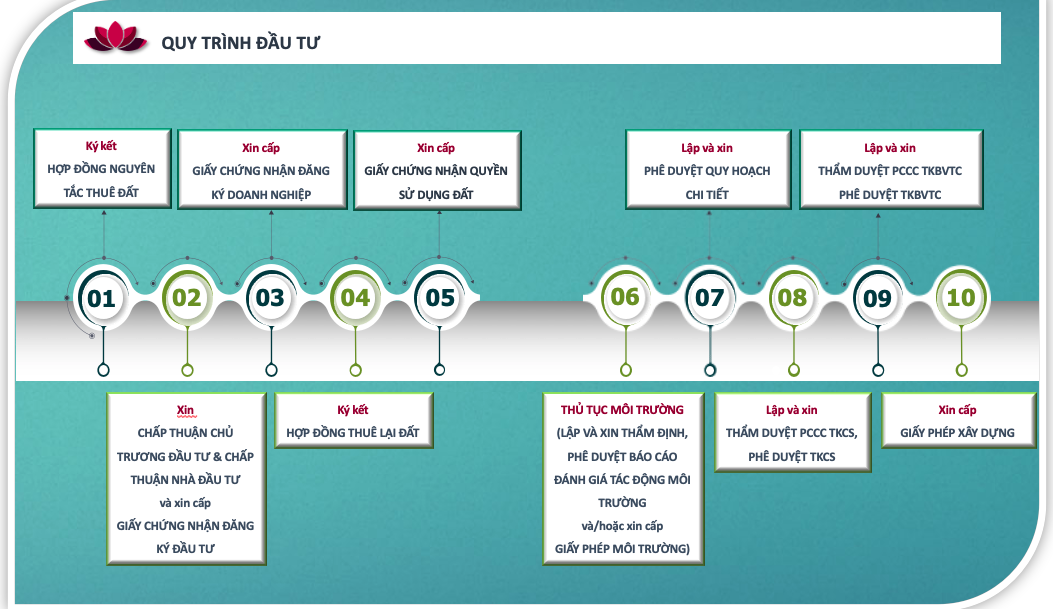 QUY TRÌNH ĐẦU TƯ
Ký kết
HỢP ĐỒNG NGUYÊN
TẮC THUÊ ĐẤT
Xin cấp
GIẤY CHỨNG NHẬN ĐĂNG
KÝ DOANH NGHIỆP
Xin cấp
GIẤY CHỨNG NHẬN QUYỀN
SỬ DỤNG ĐẤT
Lập và xin
PHÊ DUYỆT QUY HOẠCH
CHI TIẾT
Lập và xin
THẨM DUYỆT PCCC TKBVTC
PHÊ DUYỆT TKBVTC
01
02
03
04
05
06
07
08
09
10
Xin
CHẤP THUẬN CHỦ
TRƯƠNG ĐẦU TƯ & CHẤP
THUẬN NHÀ ĐẦU TƯ
và xin cấp
GIẤY CHỨNG NHẬN ĐĂNG
KÝ ĐẦU TƯ
Ký kết
HỢP ĐỒNG THUÊ LẠI ĐẤT
THỦ TỤC MÔI TRƯỜNG
(LẬP VÀ XIN THẨM ĐỊNH,
PHÊ DUYỆT BÁO CÁO
ĐÁNH GIÁ TÁC ĐỘNG MÔI
TRƯỜNG
và/hoặc xin cấp
GIẤY PHÉP MÔI TRƯỜNG)
Lập và xin
THẨM DUYỆT PCCC TKCS,
PHÊ DUYỆT TKCS
Xin cấp
GIẤY PHÉP XÂY DỰNG